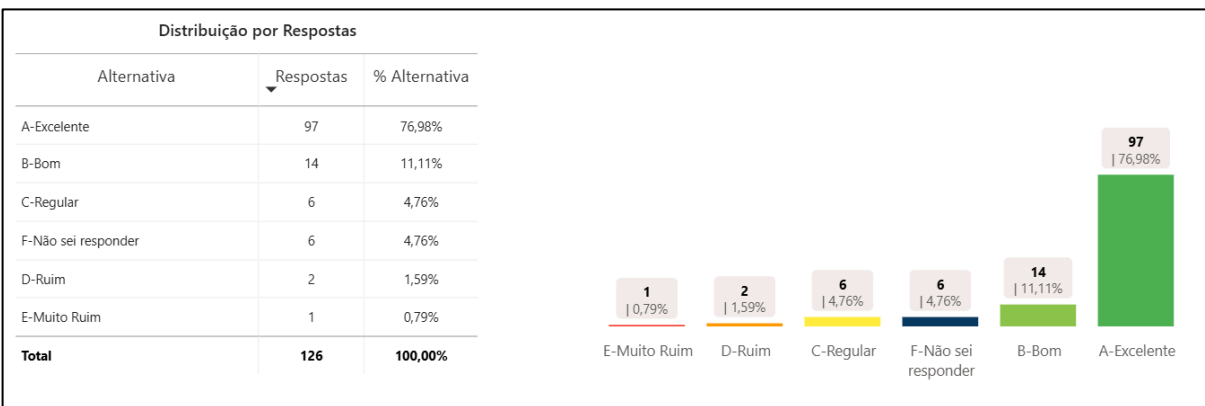 Distribuição por Respostas
Alternativa Respostas % Alternativa
A-Excelente 97 76,98%
B-Bom 14 11,11%
C-Regular 6 4,76%
F-Não sei responder 6 4,76%
D-Ruim 2 1,59%
E-Muito Ruim 1 0,79%
Total 126 100,00%
1
| 0,79%
2
| 1,59%
6
| 4,76%
6
| 4,76%
14
| 11,11%
97
| 76,98%
E-Muito Ruim D-Ruim C-Regular F-Não sei B-Bom A-Excelente
responder